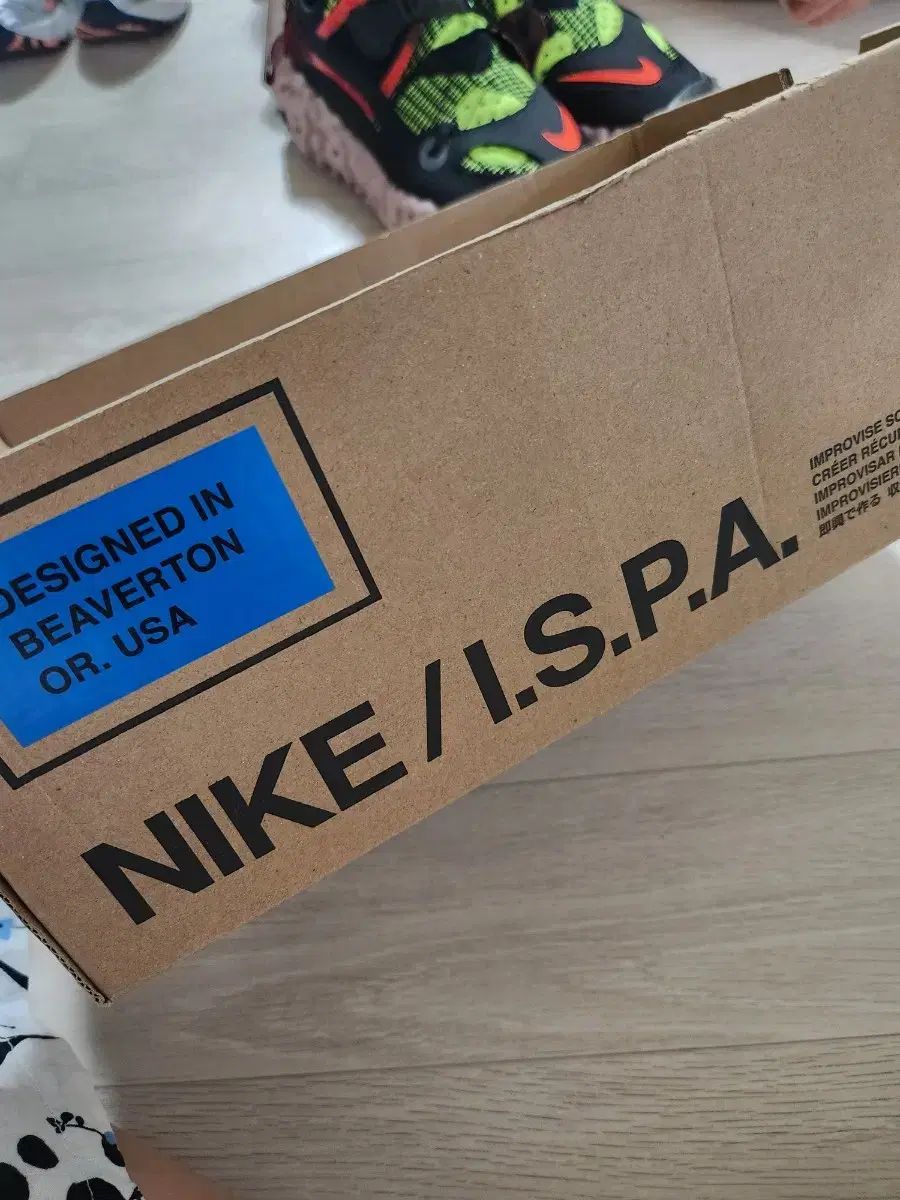 DESIGNED IN
BEAVERTON
OR. USA
NIKE / I.S.P.A.
IMPROVISE
CRÉER
IMPROVISAR
IMPROVISIER
即興で作る